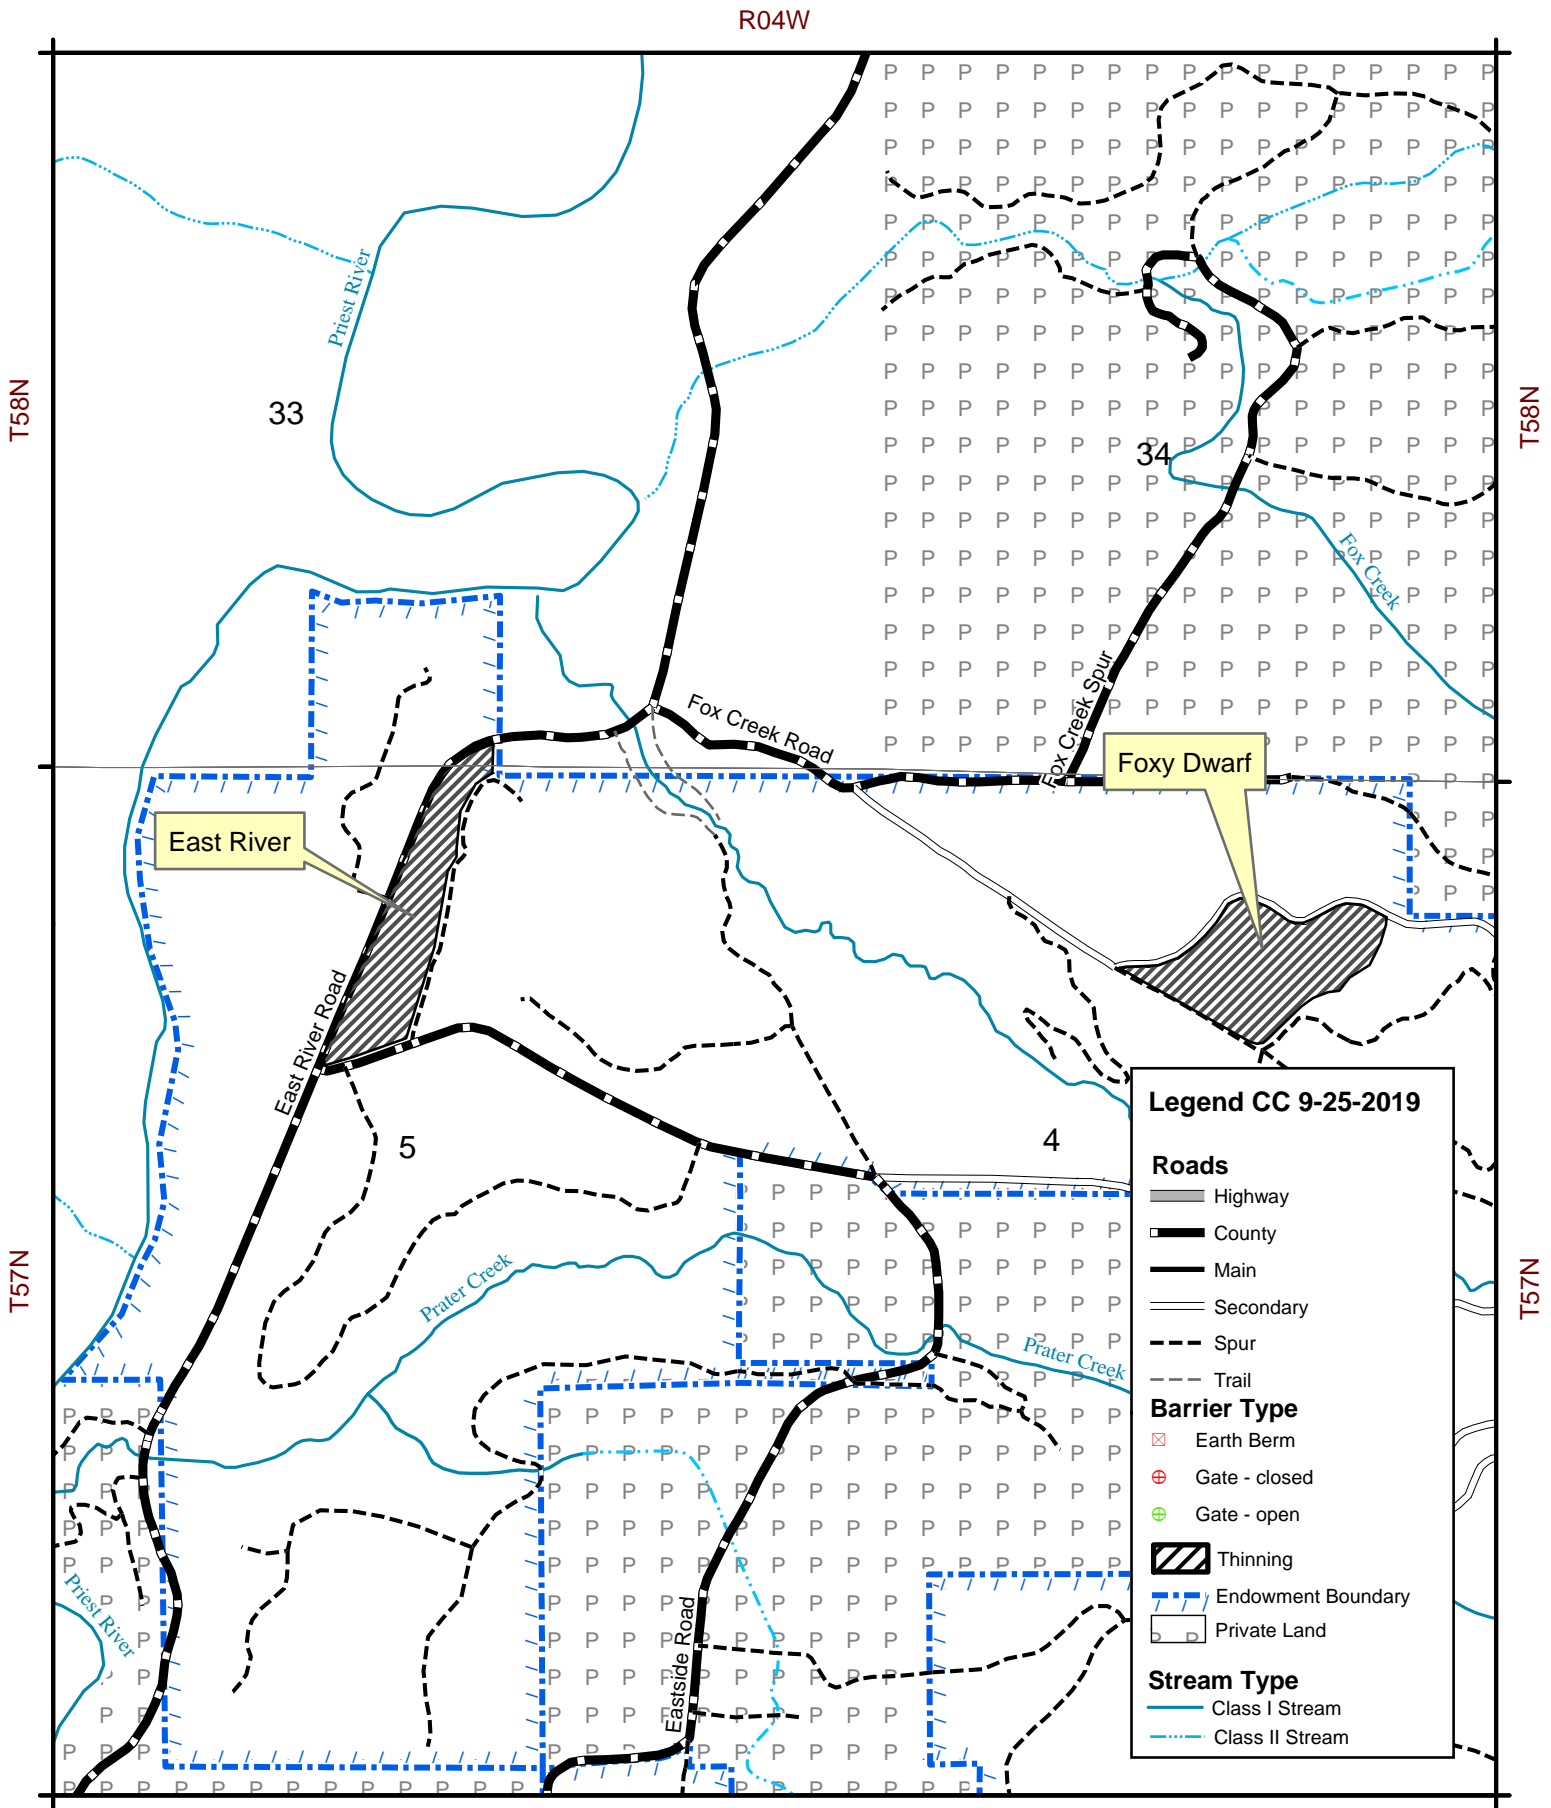 R04W
Priest River
33
T58N
T58N
34
Fox Creek
Fox Creek Road
Fox Creek Spur
Foxy Dwarf
East River
East River Road
5
4
Prater Creek
Prater Creek
T57N
T57N
Priest River
Eastside Road
Legend CC 9-25-2019
Roads
Highway
County
Main
Secondary
Spur
Trail
Barrier Type
Earth Berm
Gate - closed
Gate - open
Thinning
Endowment Boundary
P P Private Land
Stream Type
Class I Stream
Class II Stream